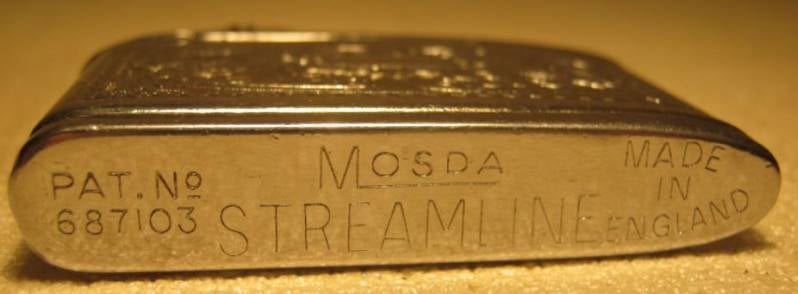 PAT. Nº
687103
MOSDA
STREAMLINE
MADE
IN
ENGLAND